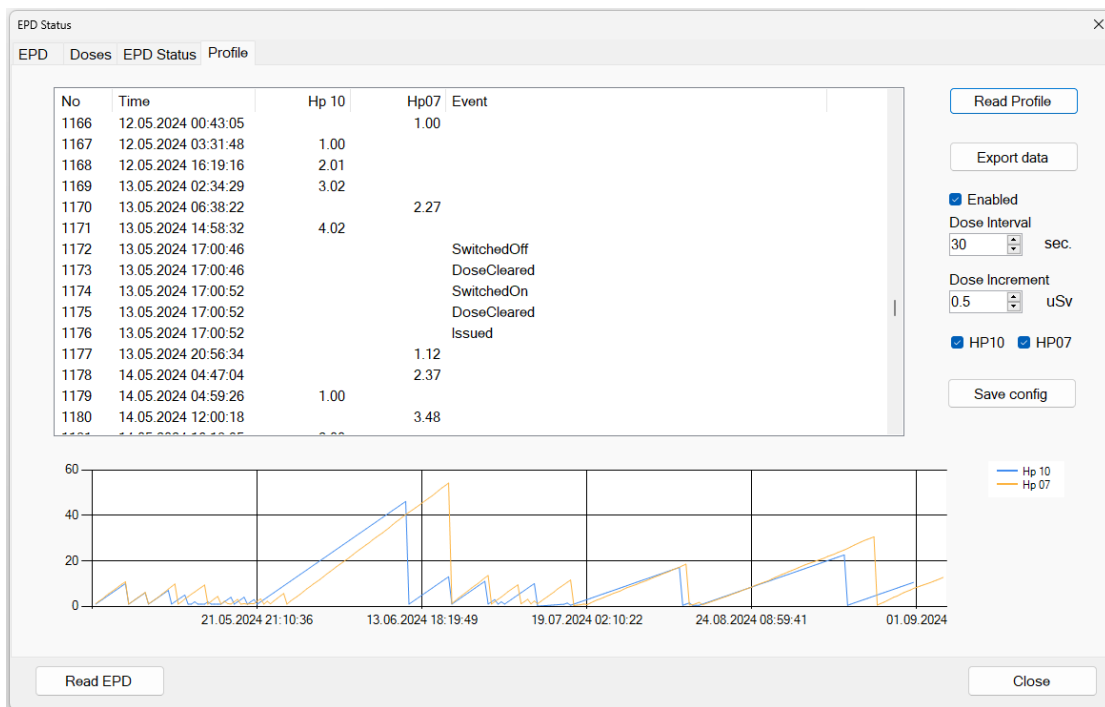 EPD Status
EPD Doses EPD Status Profile
No Time Hp 10 Hp07 Event
1166 12.05.2024 00:43:05 1.00
1167 12.05.2024 03:31:48 1.00
1168 12.05.2024 16:19:16 2.01
1169 13.05.2024 02:34:29 3.02
1170 13.05.2024 06:38:22 2.27
1171 13.05.2024 14:58:32 4.02
1172 13.05.2024 17:00:46 SwitchedOff
1173 13.05.2024 17:00:46 DoseCleared
1174 13.05.2024 17:00:52 SwitchedOn
1175 13.05.2024 17:00:52 DoseCleared
1176 13.05.2024 17:00:52 Issued
1177 13.05.2024 20:56:34 1.12
1178 14.05.2024 04:47:04 2.37
1179 14.05.2024 04:59:26 1.00
1180 14.05.2024 12:00:18 3.48
Read Profile
Export data
Enabled
Dose Interval
30 sec.
Dose Increment
0.5 uSv
HP10 HP07
Save config
60
40
20
0
21.05.2024 21:10:36 13.06.2024 18:19:49 19.07.2024 02:10:22 24.08.2024 08:59:41 01.09.2024
Hp 10
Hp 07
Read EPD
Close